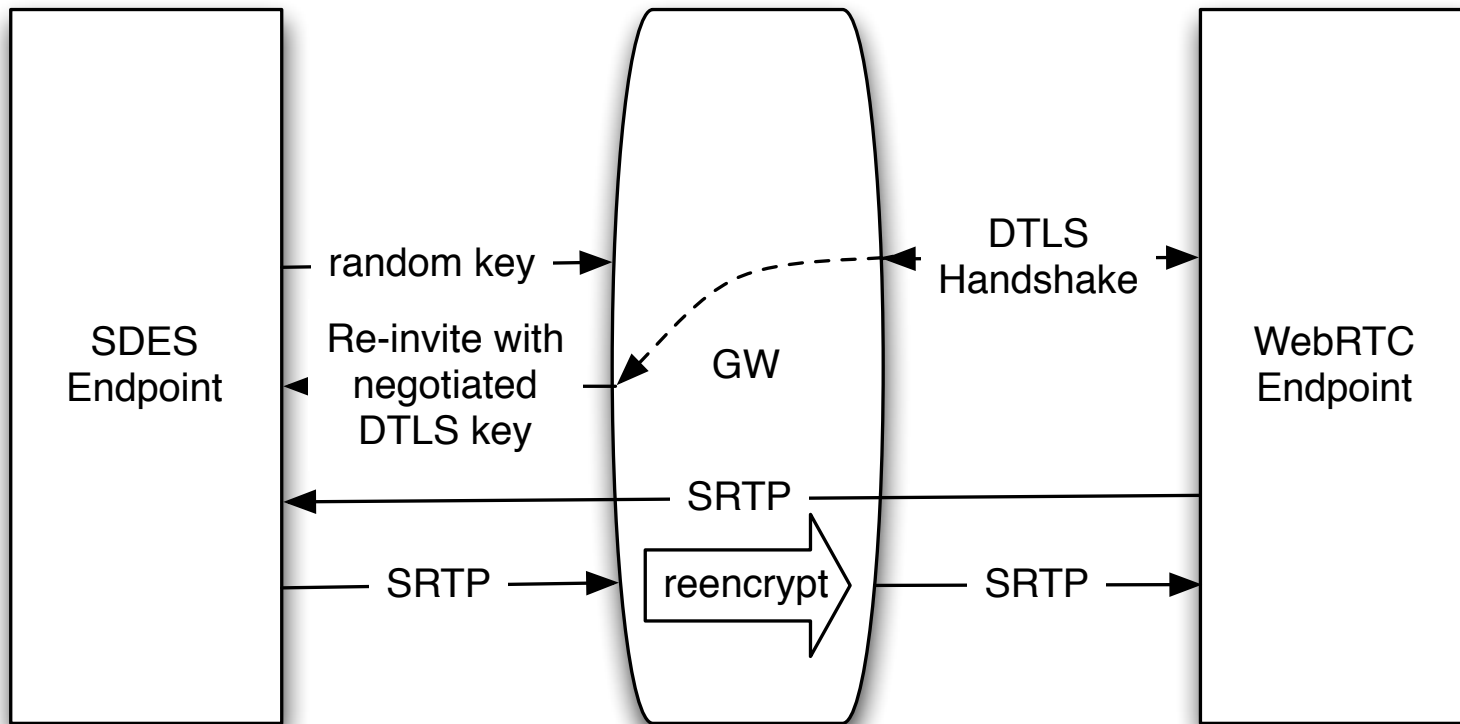 SDES
Endpoint
random key
Re-invite with
negotiated
DTLS key
GW
DTLS
Handshake
WebRTC
Endpoint
SRTP
SRTP
reencrypt
SRTP